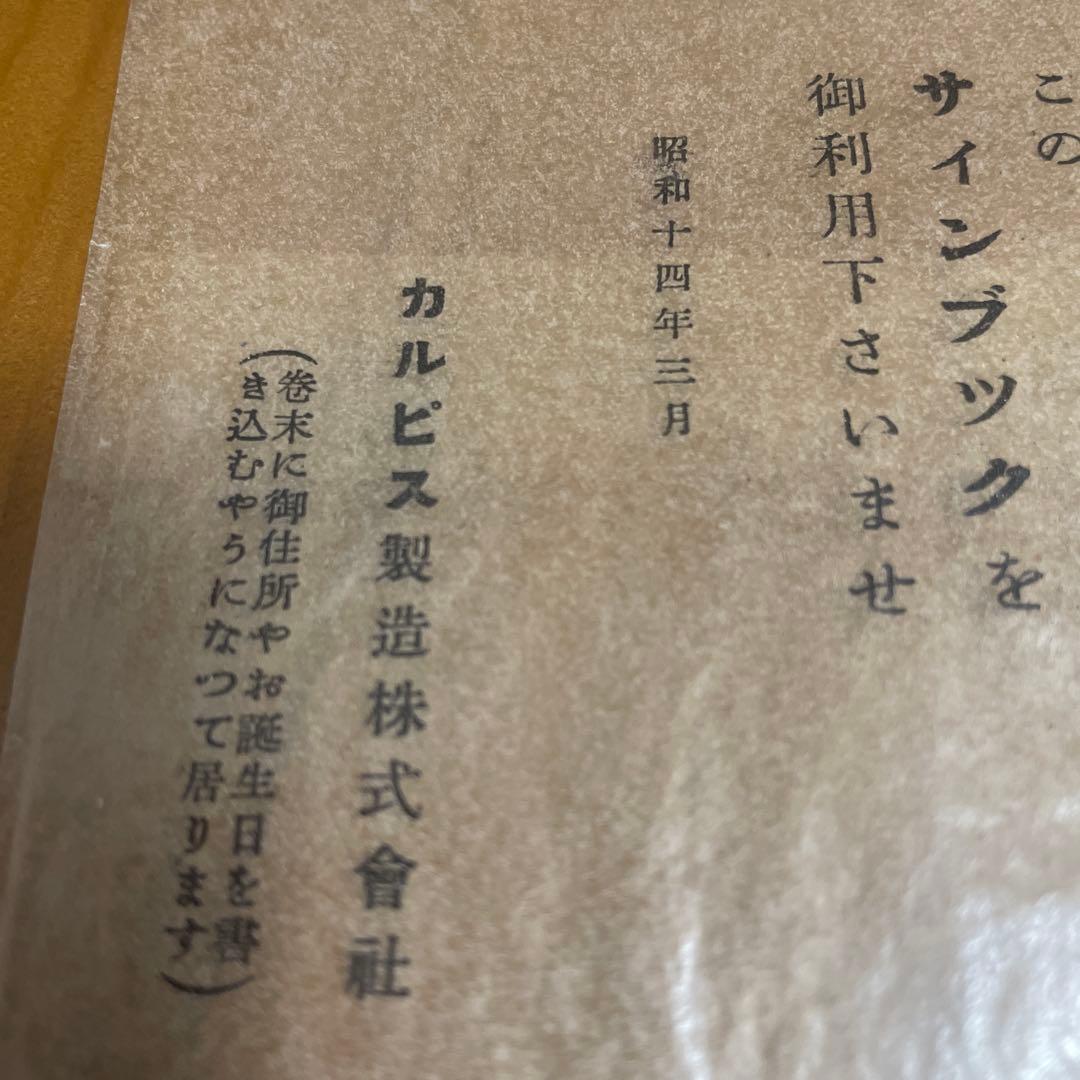 この
サインブックを
御利用下さいませ
昭和十四年三月
カルピス製造株式會社
(卷末に御住所やお誕生日を書
き込むやうになつて居ります)